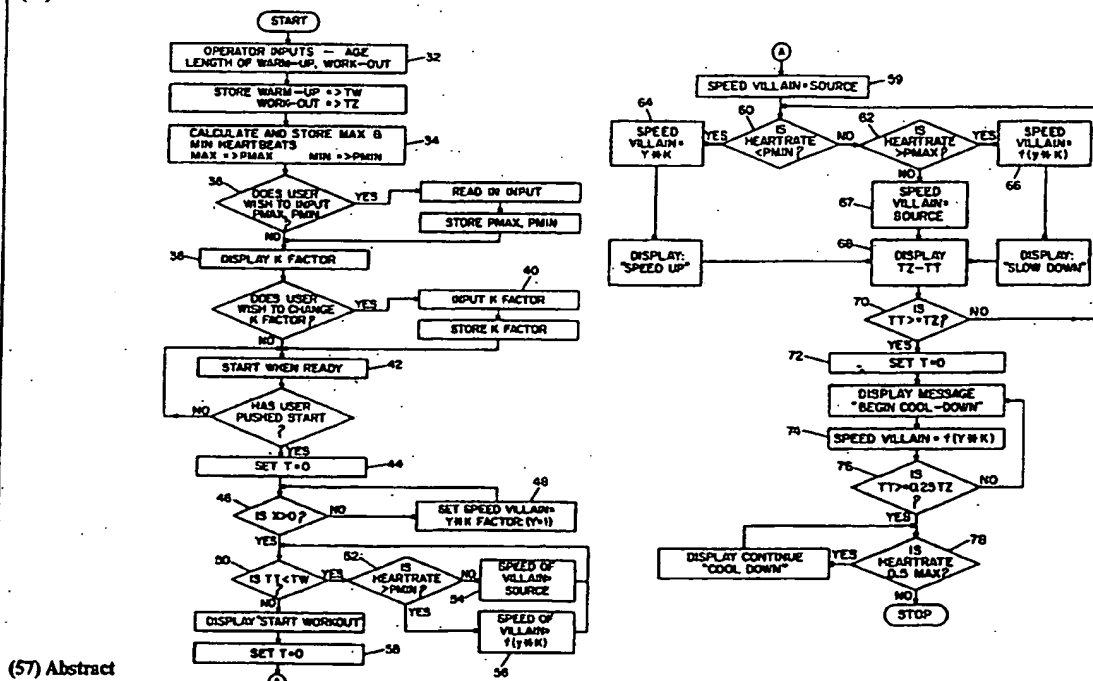 START
OPERATOR INPUTS - AGE
LENGTH OF WARM-UP, WORK-OUT
32
STORE WARM-UP =>TW
WORK-OUT =>TZ
CALCULATE AND STORE MAX &
MIN HEARTBEATS
MAX =>PMAX MIN =>PMIN
34
36
DOES USER
WISH TO INPUT
PMAX, PMIN
?
YES
NO
READ IN INPUT
STORE PMAX, PMIN
38
DISPLAY K FACTOR
DOES USER
WISH TO CHANGE
K FACTOR?
YES
NO
40
INPUT K FACTOR
STORE K FACTOR
START WHEN READY
42
HAS USER
PUSHED START
?
NO
YES
SET T=0
44
46
IS X>0?
NO
YES
48
SET SPEED VILLAIN=
Y*K FACTOR:(Y=1)
50
IS TT<TW
?
YES
NO
52
IS
HEARTRATE
>PMIN?
NO
YES
SPEED OF
VILLAIN=
SOURCE
54
SPEED OF
VILLAIN=
f(y*K)
56
DISPLAY "START WORKOUT"
SET T=0
58
A
A
SPEED VILLAIN=SOURCE
59
60
IS
HEARTRATE
<PMIN?
YES
NO
64
SPEED
VILLAIN=
Y*K
62
IS
HEARTRATE
>PMAX?
YES
NO
SPEED
VILLAIN=
f(y*K)
66
67
SPEED
VILLAIN=
SOURCE
DISPLAY:
"SPEED UP"
68
DISPLAY
TZ-TT
DISPLAY:
"SLOW DOWN"
70
IS
TT>=TZ?
NO
YES
72
SET T=0
DISPLAY MESSAGE
"BEGIN COOL-DOWN"
74
SPEED VILLAIN = f(Y*K)
76
IS
TT>=0.25TZ
?
NO
YES
78
IS
HEARTRATE
0.5 MAX?
YES
NO
DISPLAY CONTINUE
"COOL DOWN"
STOP
(57) Abstract